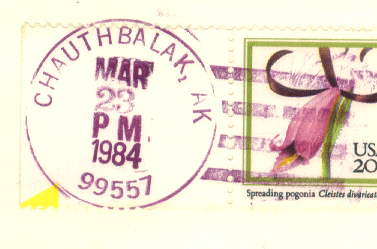 CHAUTHBALAK, AK
MAR
23
PM
1984
99557
USA
20
Spreading pogonia Cleistes divaricata